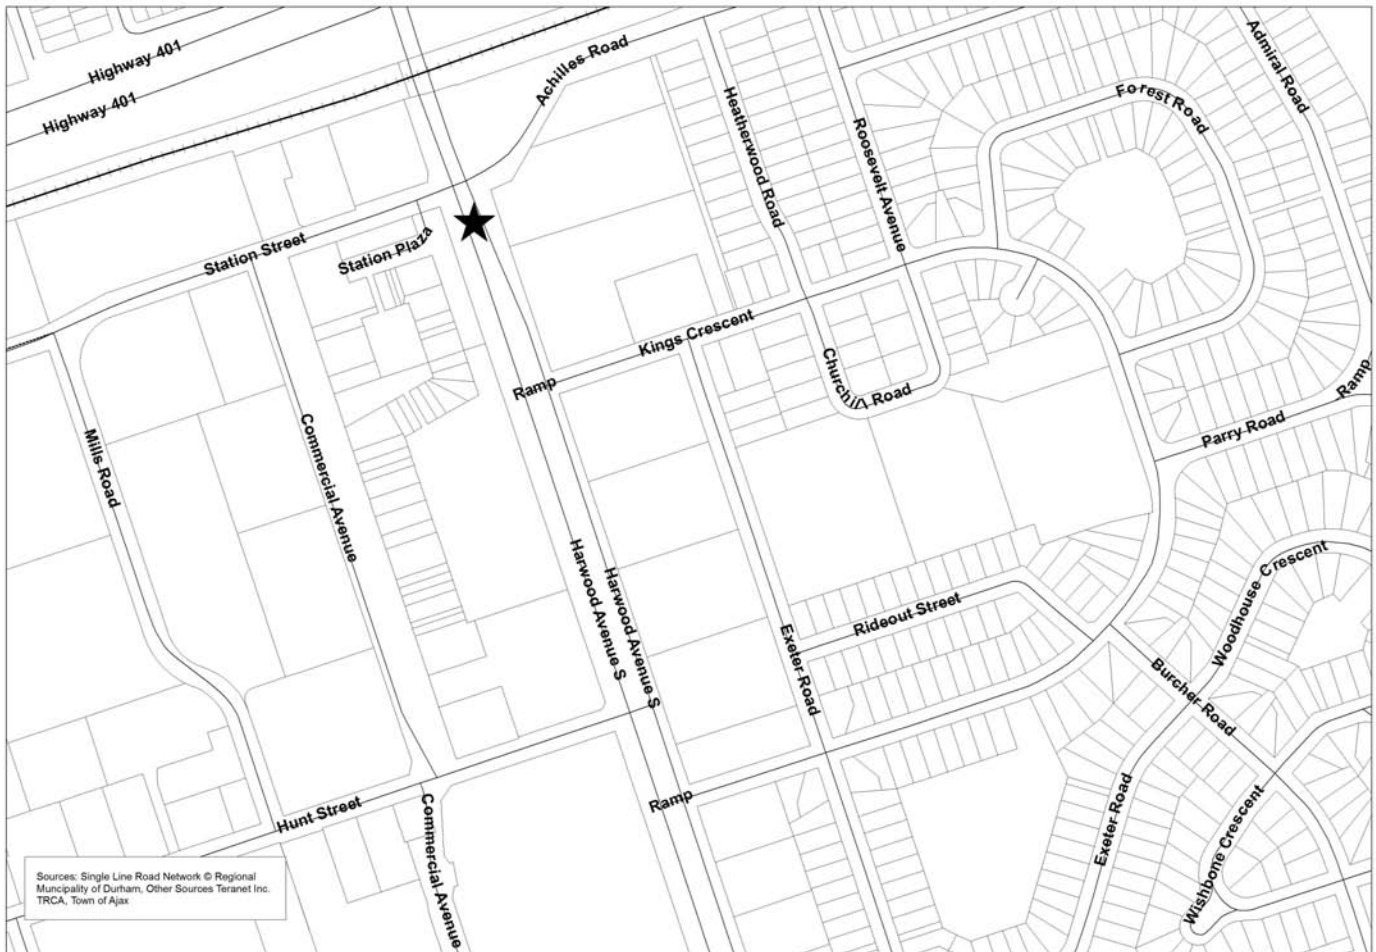 Highway 401
Highway 401
Achilles Road
Admiral Road
Forest Road
Heatherwood Road
Roosevelt Avenue
Station Street
Station Plaza
Kings Crescent
Ramp
Churchill Road
Ramp
Parry Road
Mills Road
Commercial Avenue
Harwood Avenue S
Harwood Avenue S
Exeter Road
Rideout Street
Woodhouse Crescent
Burcher Road
Ramp
Hunt Street
Commercial Avenue
Exeter Road
Wishbone Crescent
Sources: Single Line Road Network © Regional
Muncipality of Durham, Other Sources Teranet Inc.
TRCA, Town of Ajax